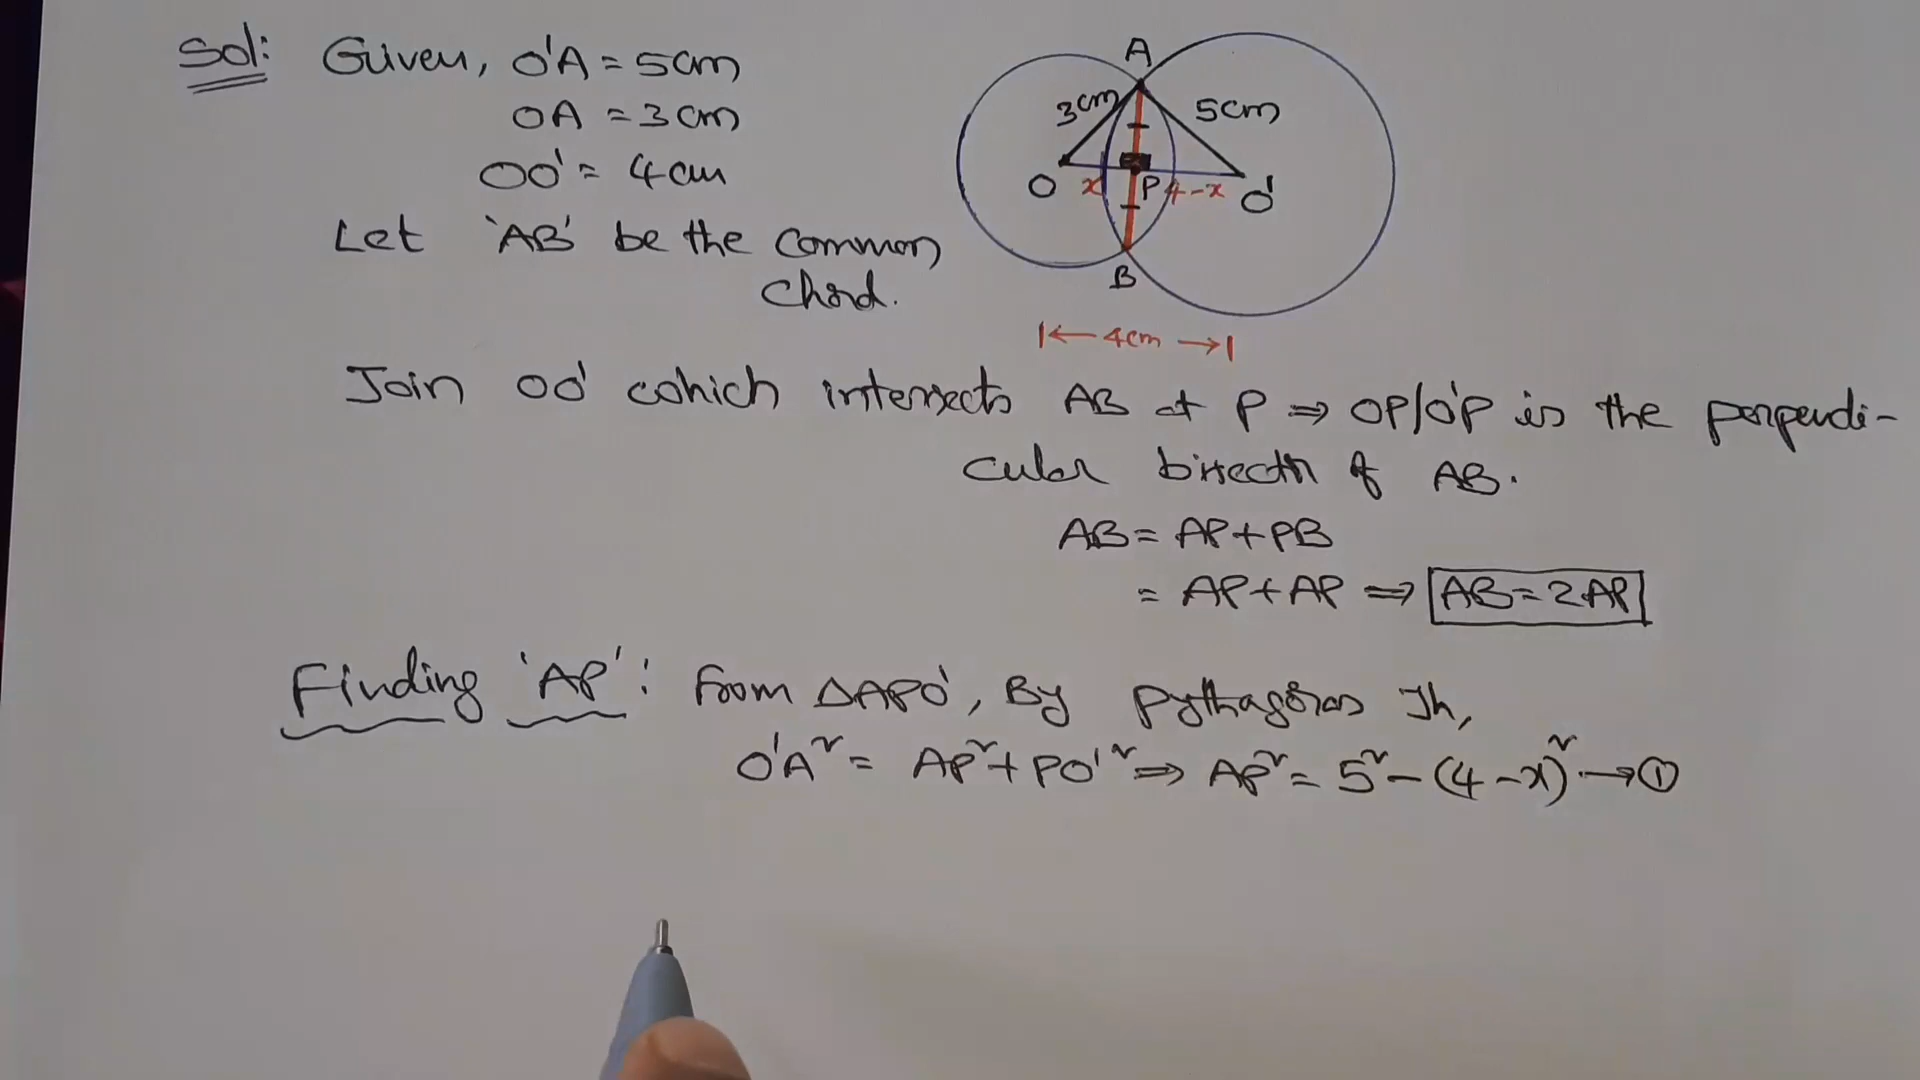 Sol: Given, O'A = 5cm
OA = 3cm
OO' = 4cm
Let 'AB' be the common
chord.
A
3cm
5cm
O
x
P
4-x
O'
B
4cm
Join OO' which intersects AB at P ⇒ OP/O'P is the perpendi-
cular bisector of AB.
AB = AP+PB
= AP+AP ⇒ AB=2AP
Finding 'AP': From ΔAPO', By Pythagoras Th,
O'A² = AP²+PO'² ⇒ AP² = 5² - (4-x)² → ①